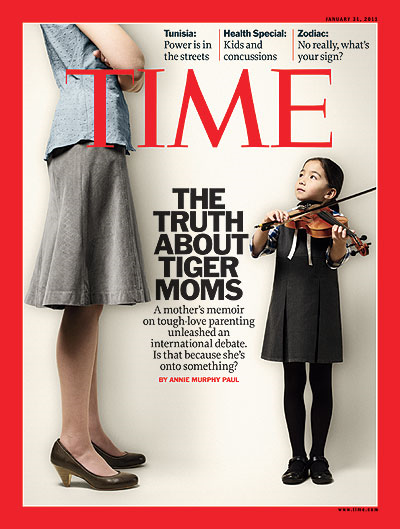 JANUARY 31, 2011
Tunisia:
Power is in
the streets
Health Special:
Kids and
concussions
Zodiac:
No really, what's
your sign?
TIME
THE
TRUTH
ABOUT
TIGER
MOMS
A mother's memoir
on tough-love parenting
unleashed an
international debate.
Is that because she's
onto something?
BY ANNIE MURPHY PAUL
www.time.com